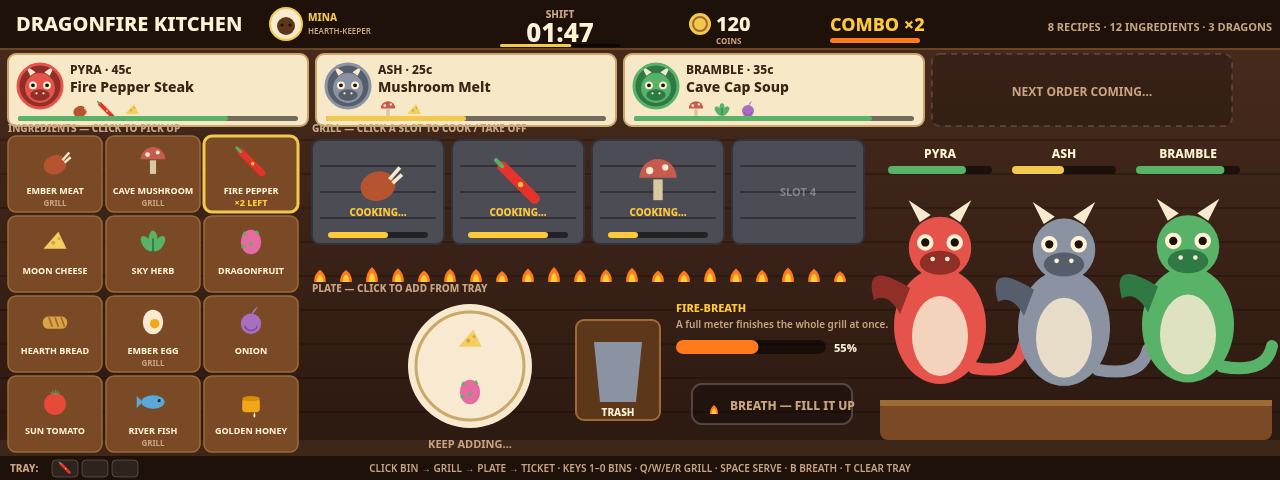 DRAGONFIRE KITCHEN
MINA
HEARTH-KEEPER
SHIFT
01:47
120
COINS
COMBO ×2
8 RECIPES · 12 INGREDIENTS · 3 DRAGONS
PYRA · 45c
Fire Pepper Steak
ASH · 25c
Mushroom Melt
BRAMBLE · 35c
Cave Cap Soup
NEXT ORDER COMING…
INGREDIENTS — CLICK TO PICK UP
GRILL — CLICK A SLOT TO COOK / TAKE OFF
EMBER MEAT
GRILL
CAVE MUSHROOM
GRILL
FIRE PEPPER
×2 LEFT
MOON CHEESE
SKY HERB
DRAGONFRUIT
HEARTH BREAD
EMBER EGG
GRILL
ONION
SUN TOMATO
RIVER FISH
GRILL
GOLDEN HONEY
COOKING…
COOKING…
COOKING…
SLOT 4
PYRA
ASH
BRAMBLE
PLATE — CLICK TO ADD FROM TRAY
KEEP ADDING…
TRASH
FIRE-BREATH
A full meter finishes the whole grill at once.
55%
BREATH — FILL IT UP
TRAY:
CLICK BIN → GRILL → PLATE → TICKET · KEYS 1–0 BINS · Q/W/E/R GRILL · SPACE SERVE · B BREATH · T CLEAR TRAY